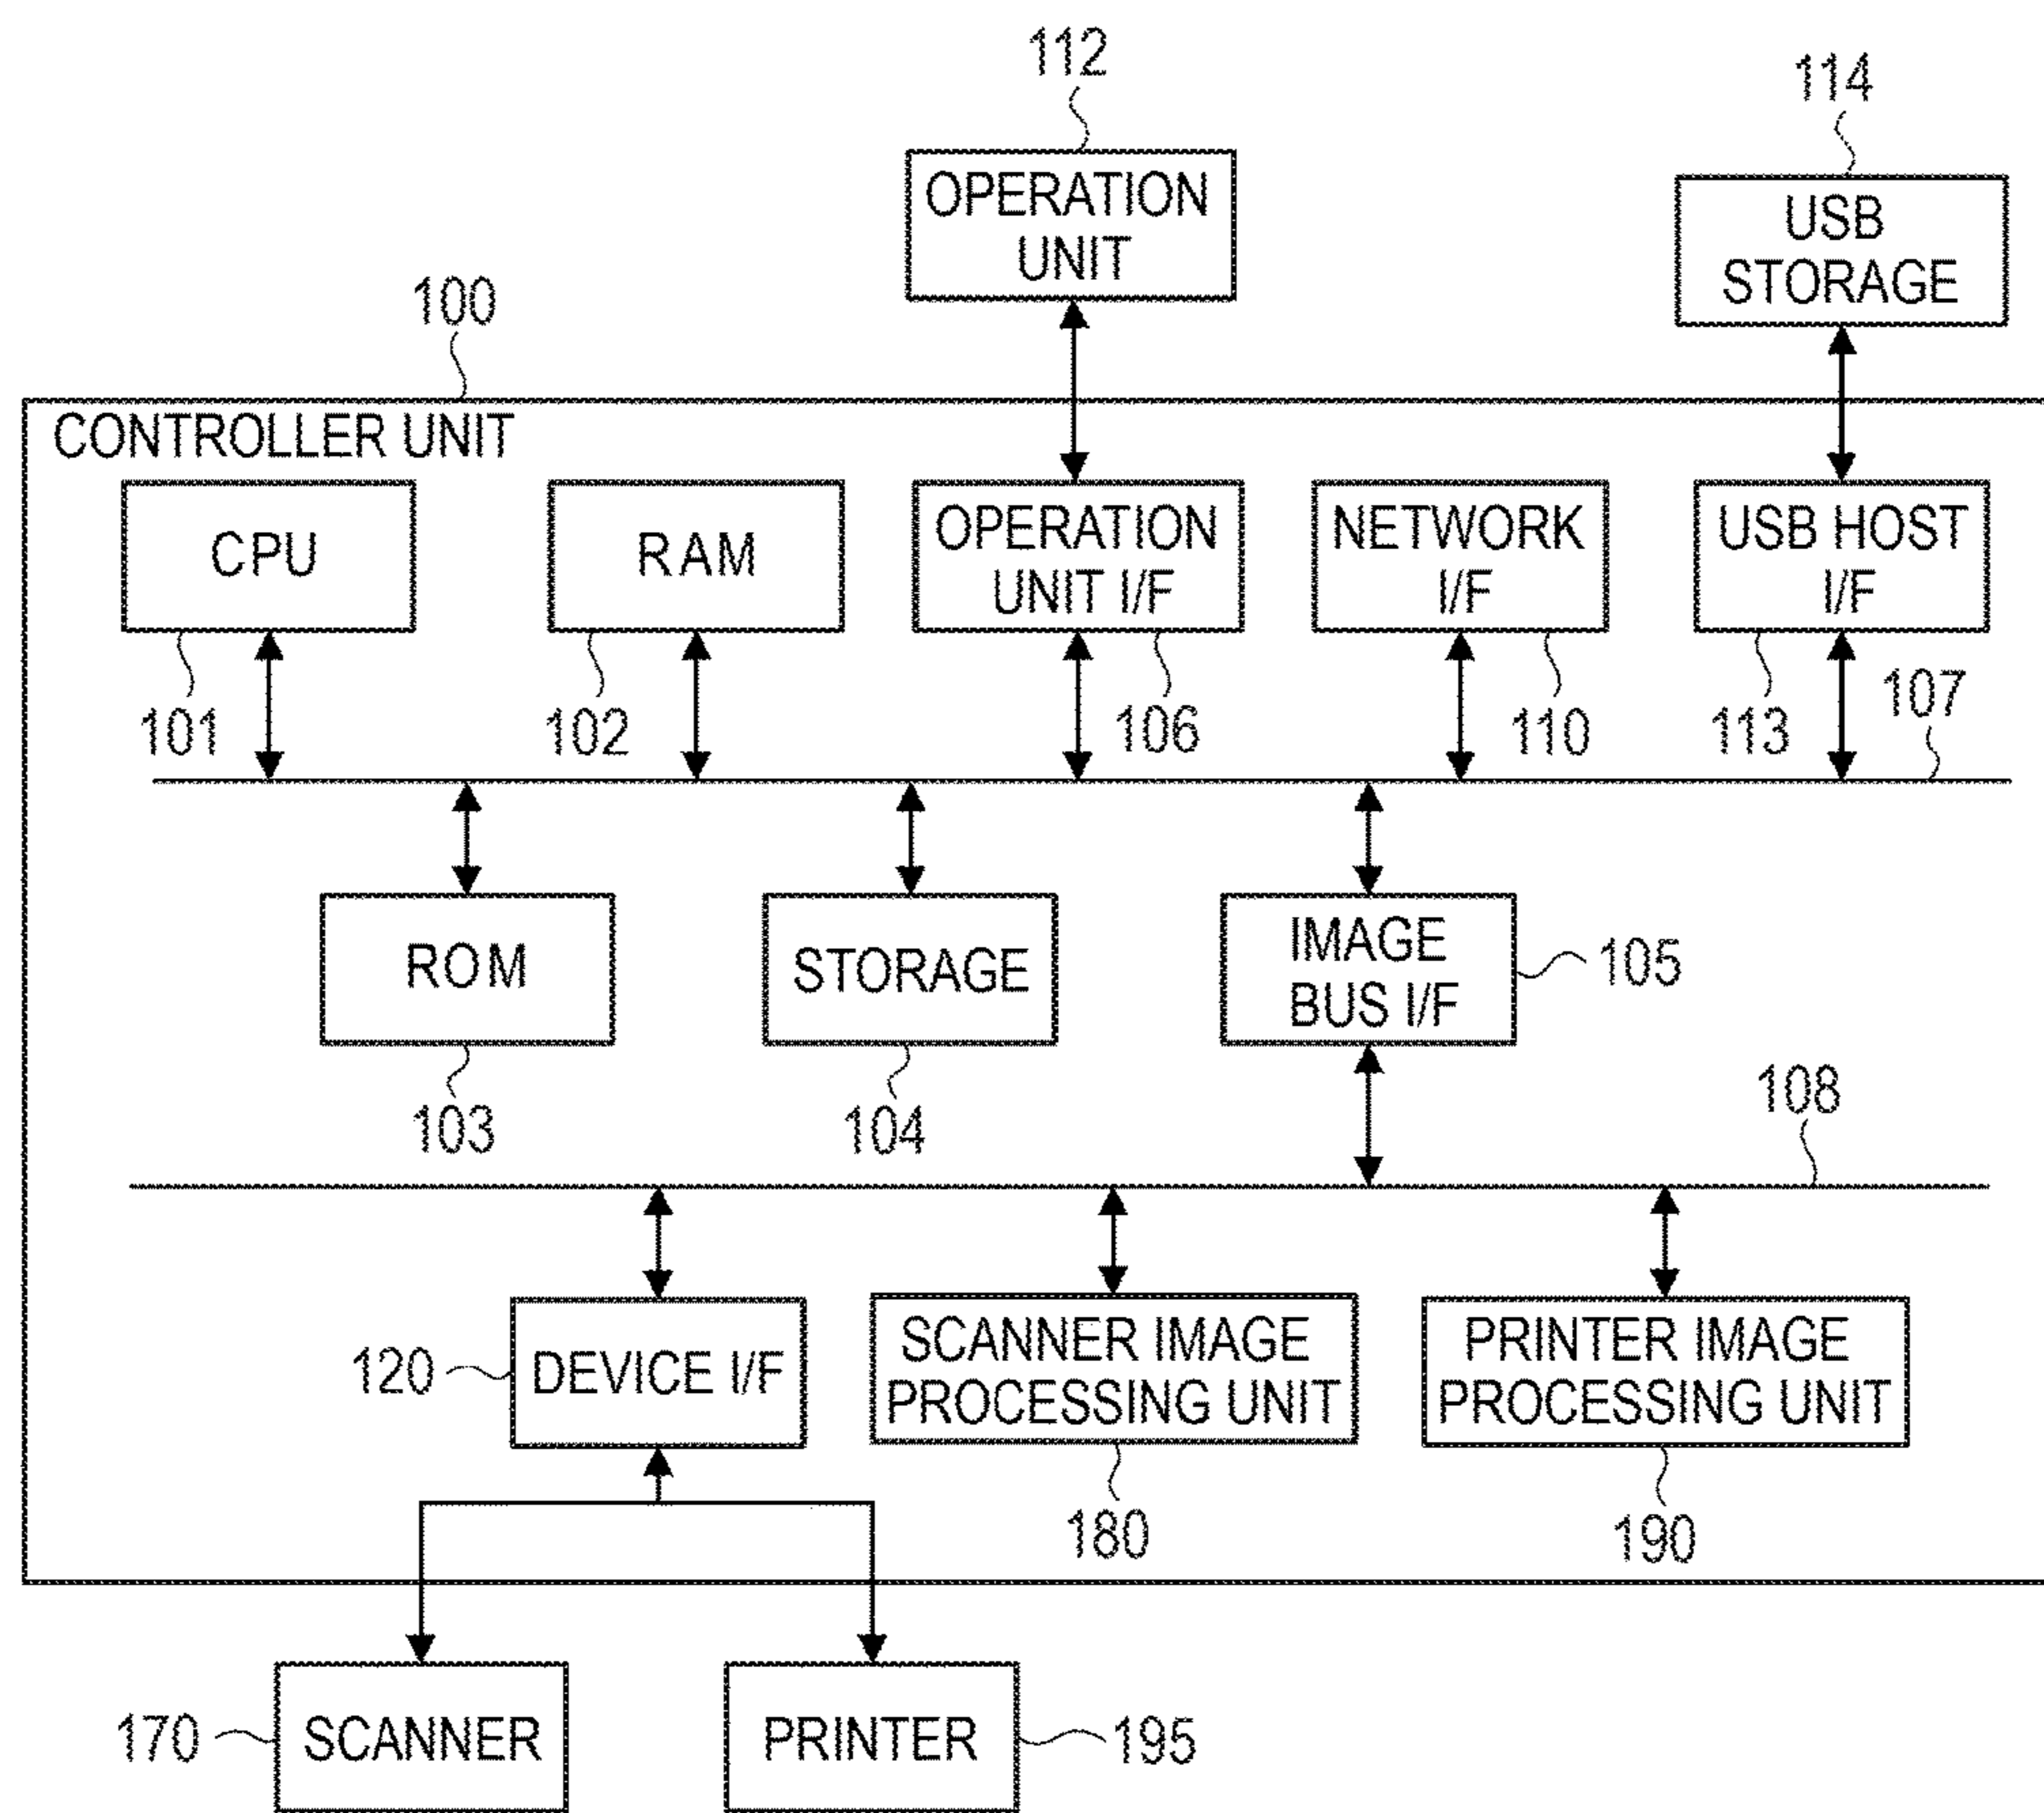 112
114
OPERATION
UNIT
USB
STORAGE
100
CONTROLLER UNIT
CPU
RAM
OPERATION
UNIT I/F
NETWORK
I/F
USB HOST
I/F
101
102
106
110
113
107
ROM
STORAGE
IMAGE
BUS I/F
105
103
104
108
120
DEVICE I/F
SCANNER IMAGE
PROCESSING UNIT
PRINTER IMAGE
PROCESSING UNIT
180
190
170
SCANNER
PRINTER
195